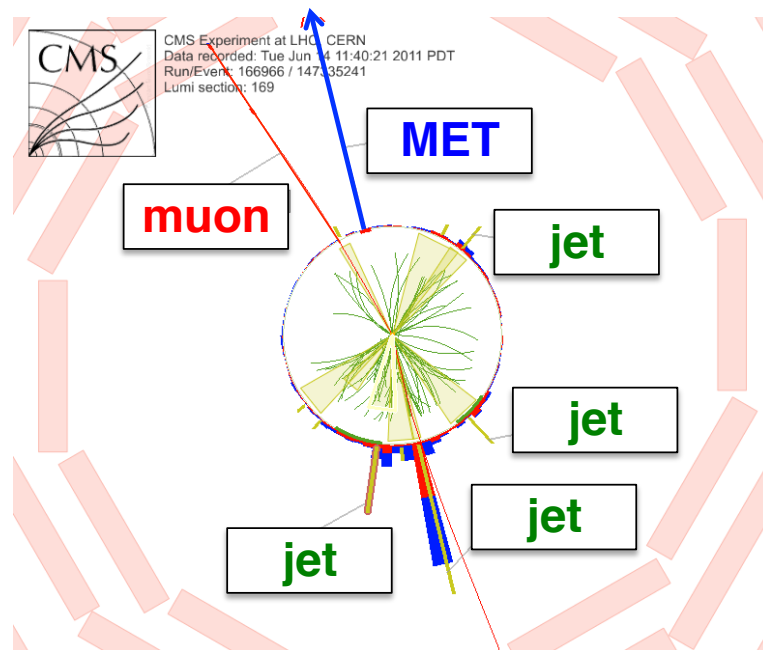 CMS
CMS Experiment at LHC, CERN
Data recorded: Tue Jun 14 11:40:21 2011 PDT
Run/Event: 166966 / 147335241
Lumi section: 169
MET
muon
jet
jet
jet
jet